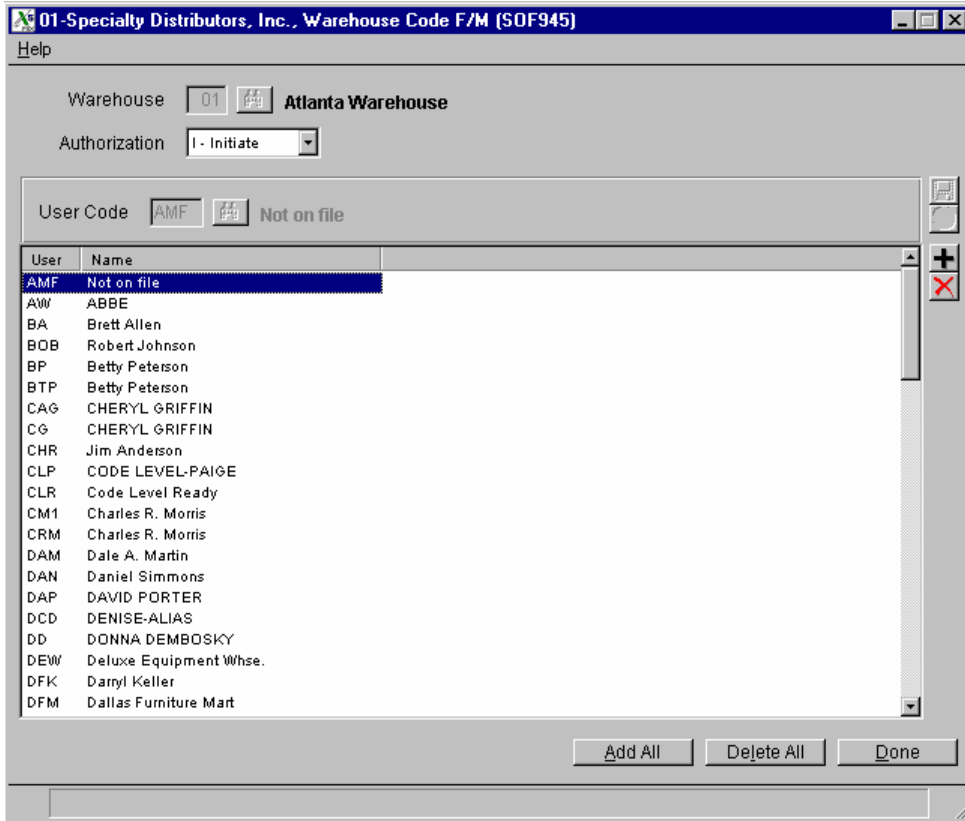 01-Specialty Distributors, Inc., Warehouse Code F/M (SOF945)
Help
Warehouse 01 Atlanta Warehouse
Authorization I - Initiate
User Code AMF Not on file
User Name
AMF Not on file
AW ABBE
BA Brett Allen
BOB Robert Johnson
BP Betty Peterson
BTP Betty Peterson
CAG CHERYL GRIFFIN
CG CHERYL GRIFFIN
CHR Jim Anderson
CLP CODE LEVEL-PAIGE
CLR Code Level Ready
CM1 Charles R. Morris
CRM Charles R. Morris
DAM Dale A. Martin
DAN Daniel Simmons
DAP DAVID PORTER
DCD DENISE-ALIAS
DD DONNA DEMBOSKY
DEW Deluxe Equipment Whse.
DFK Darryl Keller
DFM Dallas Furniture Mart
Add All Delete All Done